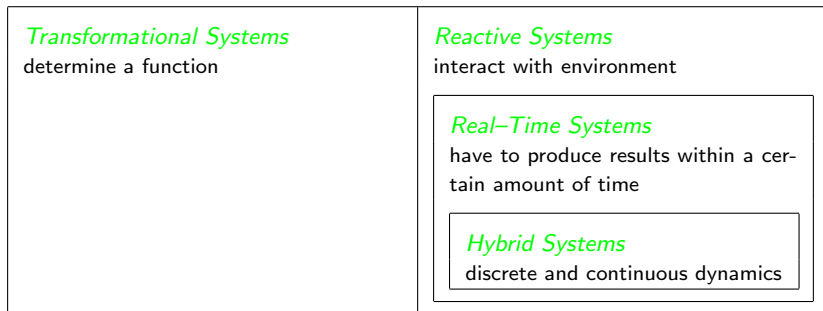 Transformational Systems
determine a function
Reactive Systems
interact with environment
Real–Time Systems
have to produce results within a cer-
tain amount of time
Hybrid Systems
discrete and continuous dynamics